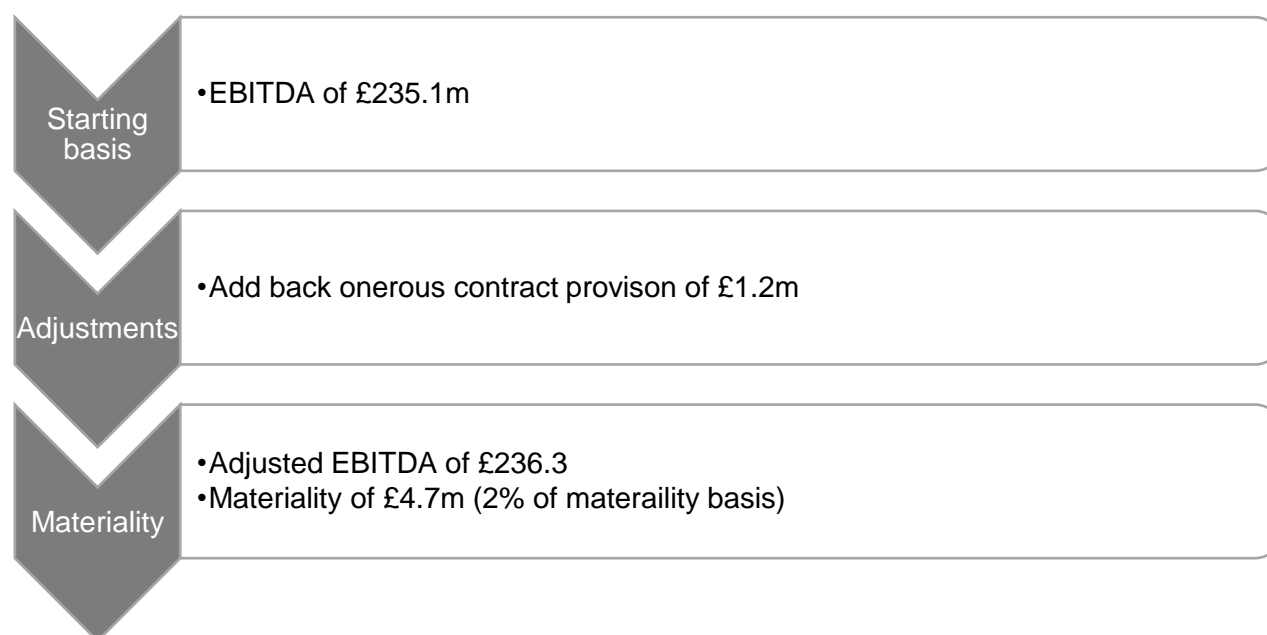 Starting
basis
•EBITDA of £235.1m
Adjustments
•Add back onerous contract provison of £1.2m
Materiality
•Adjusted EBITDA of £236.3
•Materiality of £4.7m (2% of materaility basis)